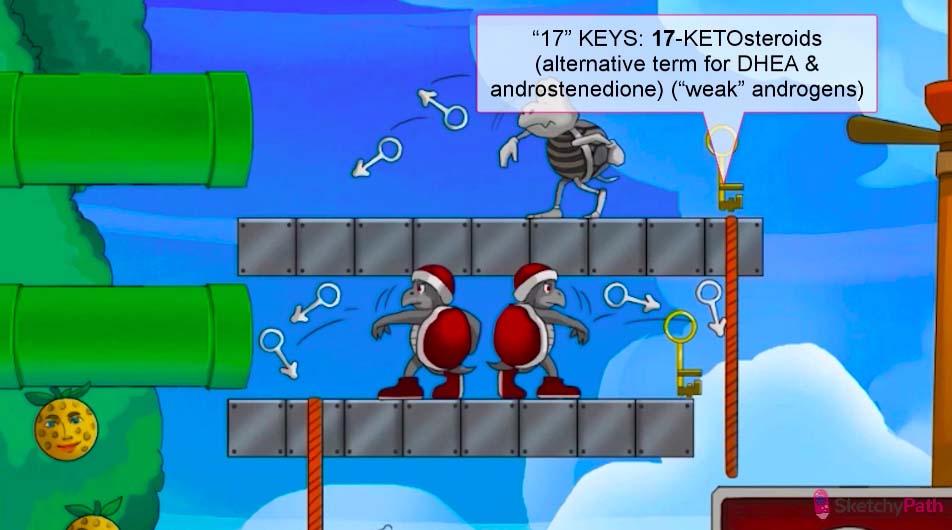 “17” KEYS: 17-KETOsteroids
(alternative term for DHEA &
androstenedione) (“weak” androgens)
SketchyPath